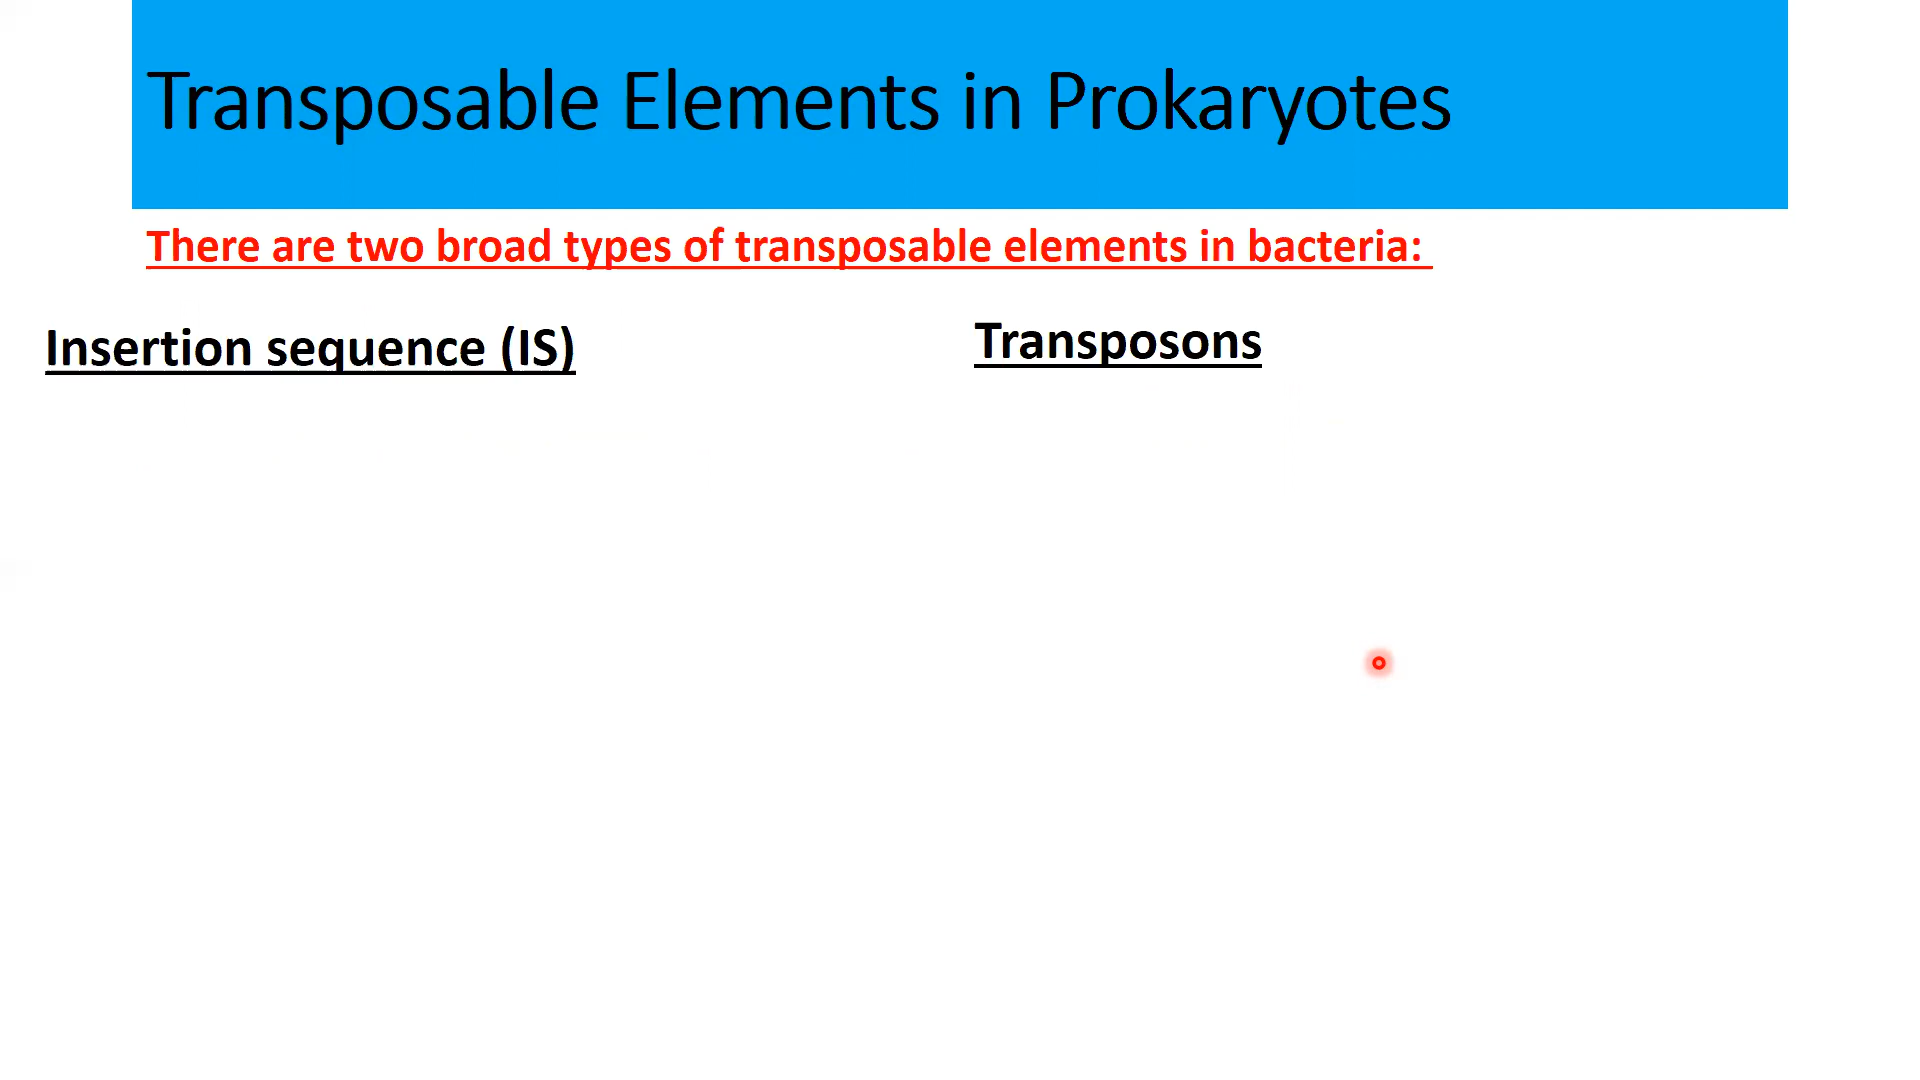 Transposable Elements in Prokaryotes
There are two broad types of transposable elements in bacteria:
Insertion sequence (IS)
Transposons